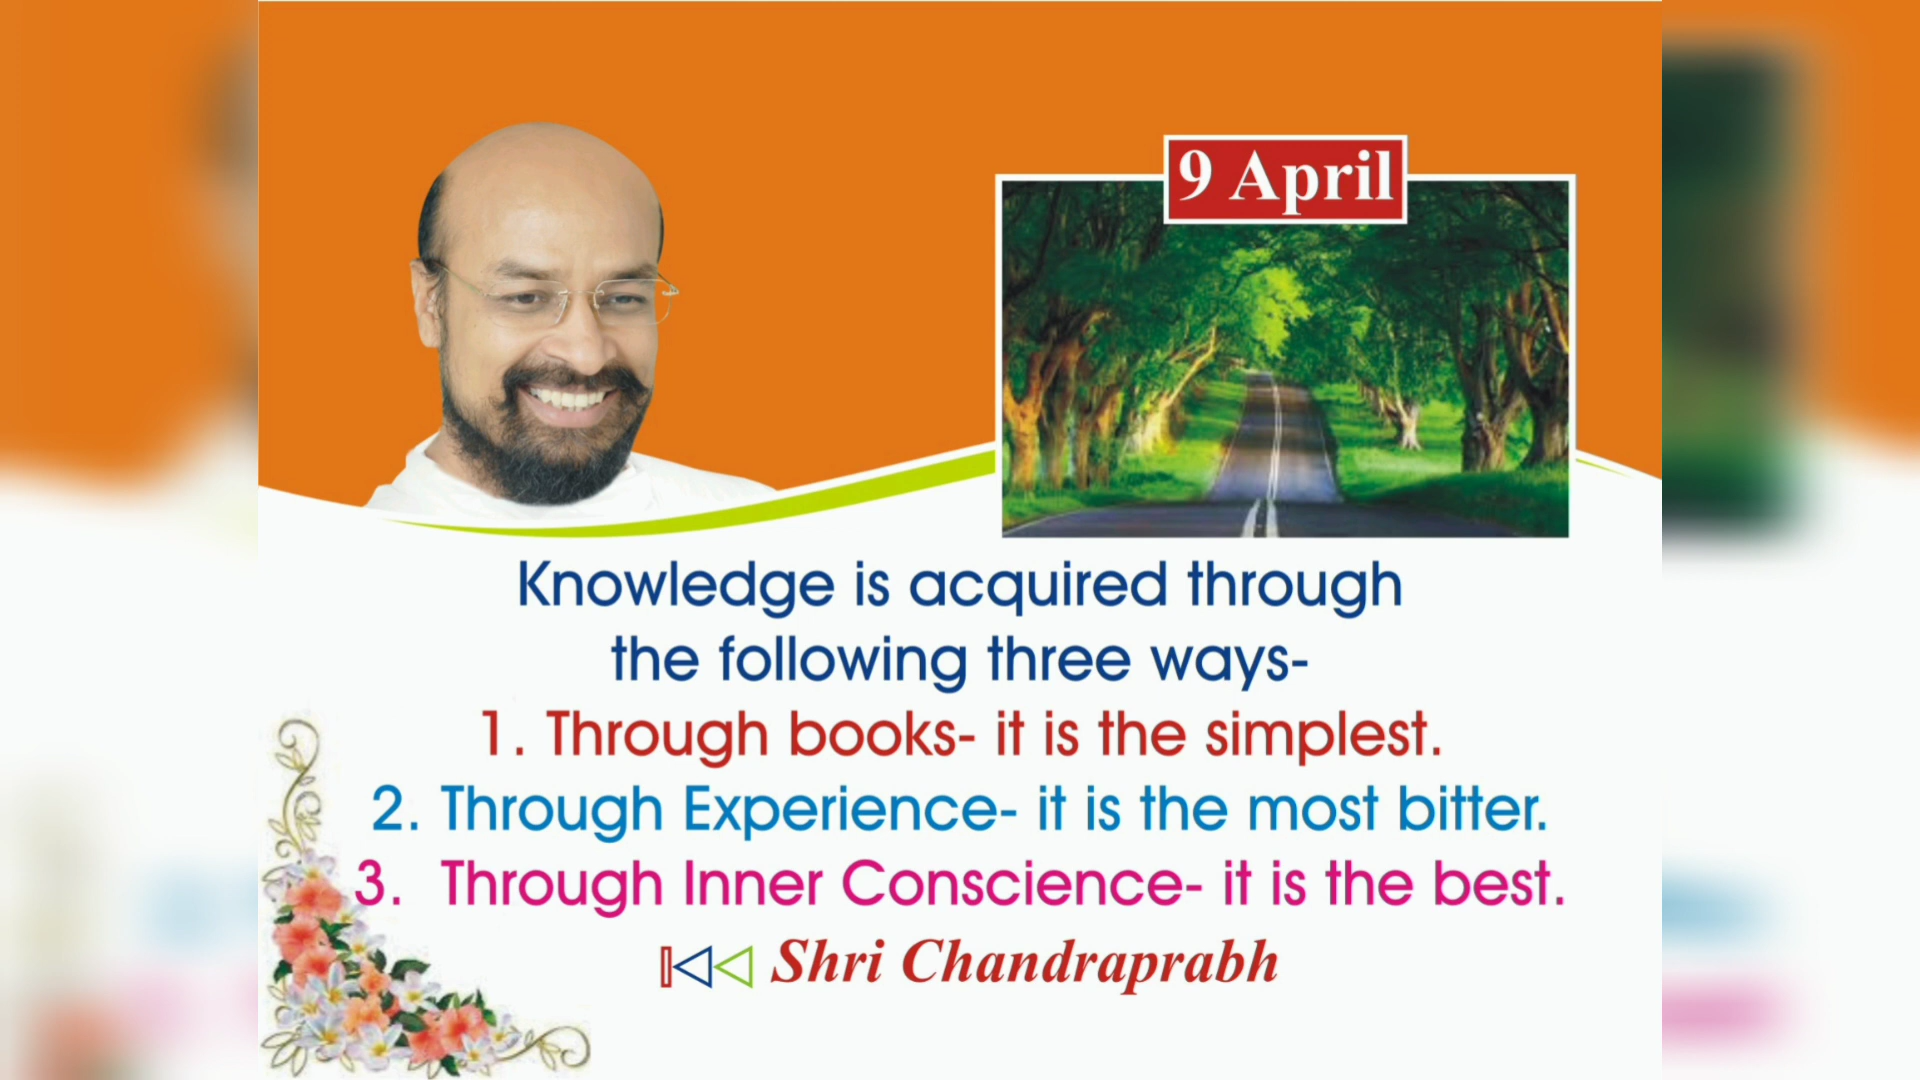 9 April
Knowledge is acquired through
the following three ways-
1. Through books- it is the simplest.
2. Through Experience- it is the most bitter.
3. Through Inner Conscience- it is the best.
Shri Chandraprabh